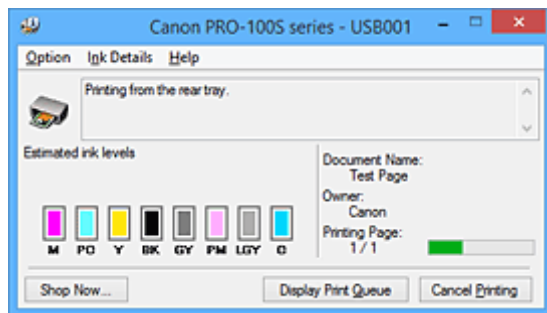 Canon PRO-100S series - USB001
Option Ink Details Help
Printing from the rear tray.
Estimated ink levels
M PC Y BK GY PM LGY C
Document Name:
Test Page
Owner:
Canon
Printing Page:
1 / 1
Shop Now... Display Print Queue Cancel Printing